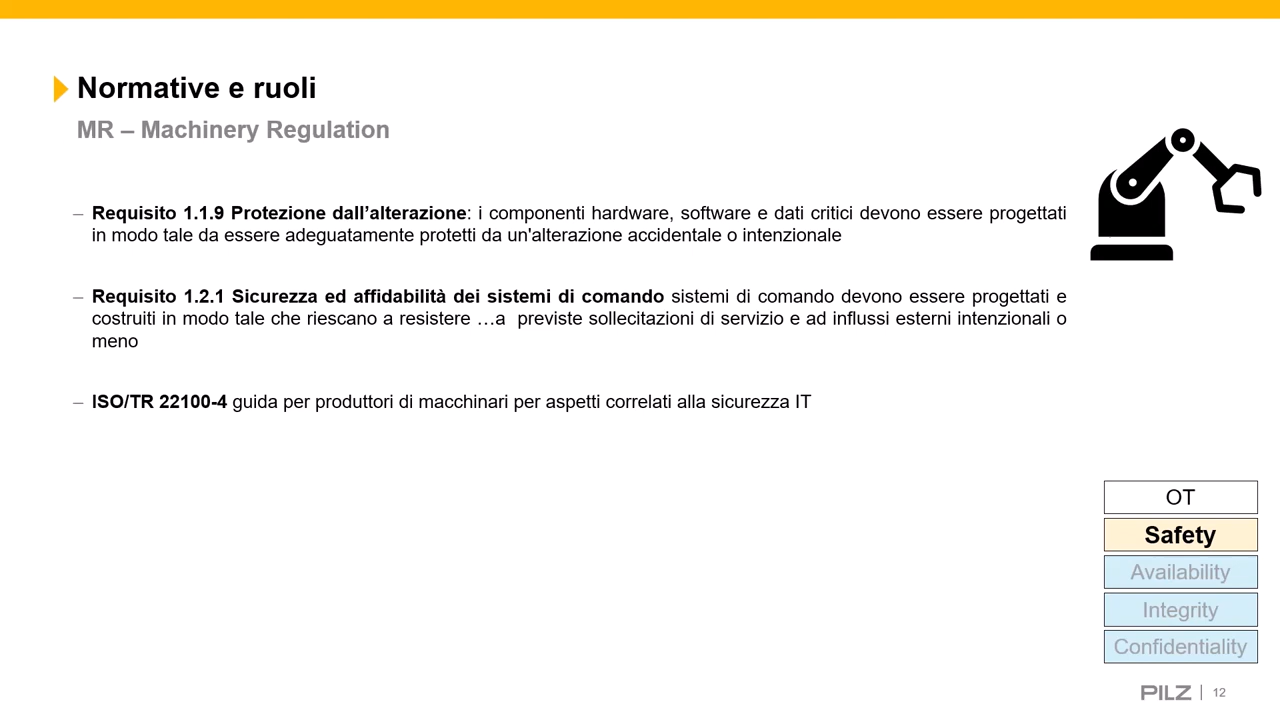 Normative e ruoli
MR – Machinery Regulation
– Requisito 1.1.9 Protezione dall’alterazione: i componenti hardware, software e dati critici devono essere progettati
in modo tale da essere adeguatamente protetti da un'alterazione accidentale o intenzionale
– Requisito 1.2.1 Sicurezza ed affidabilità dei sistemi di comando sistemi di comando devono essere progettati e
costruiti in modo tale che riescano a resistere …a previste sollecitazioni di servizio e ad influssi esterni intenzionali o
meno
– ISO/TR 22100-4 guida per produttori di macchinari per aspetti correlati alla sicurezza IT
OT
Safety
Availability
Integrity
Confidentiality
PILZ | 12